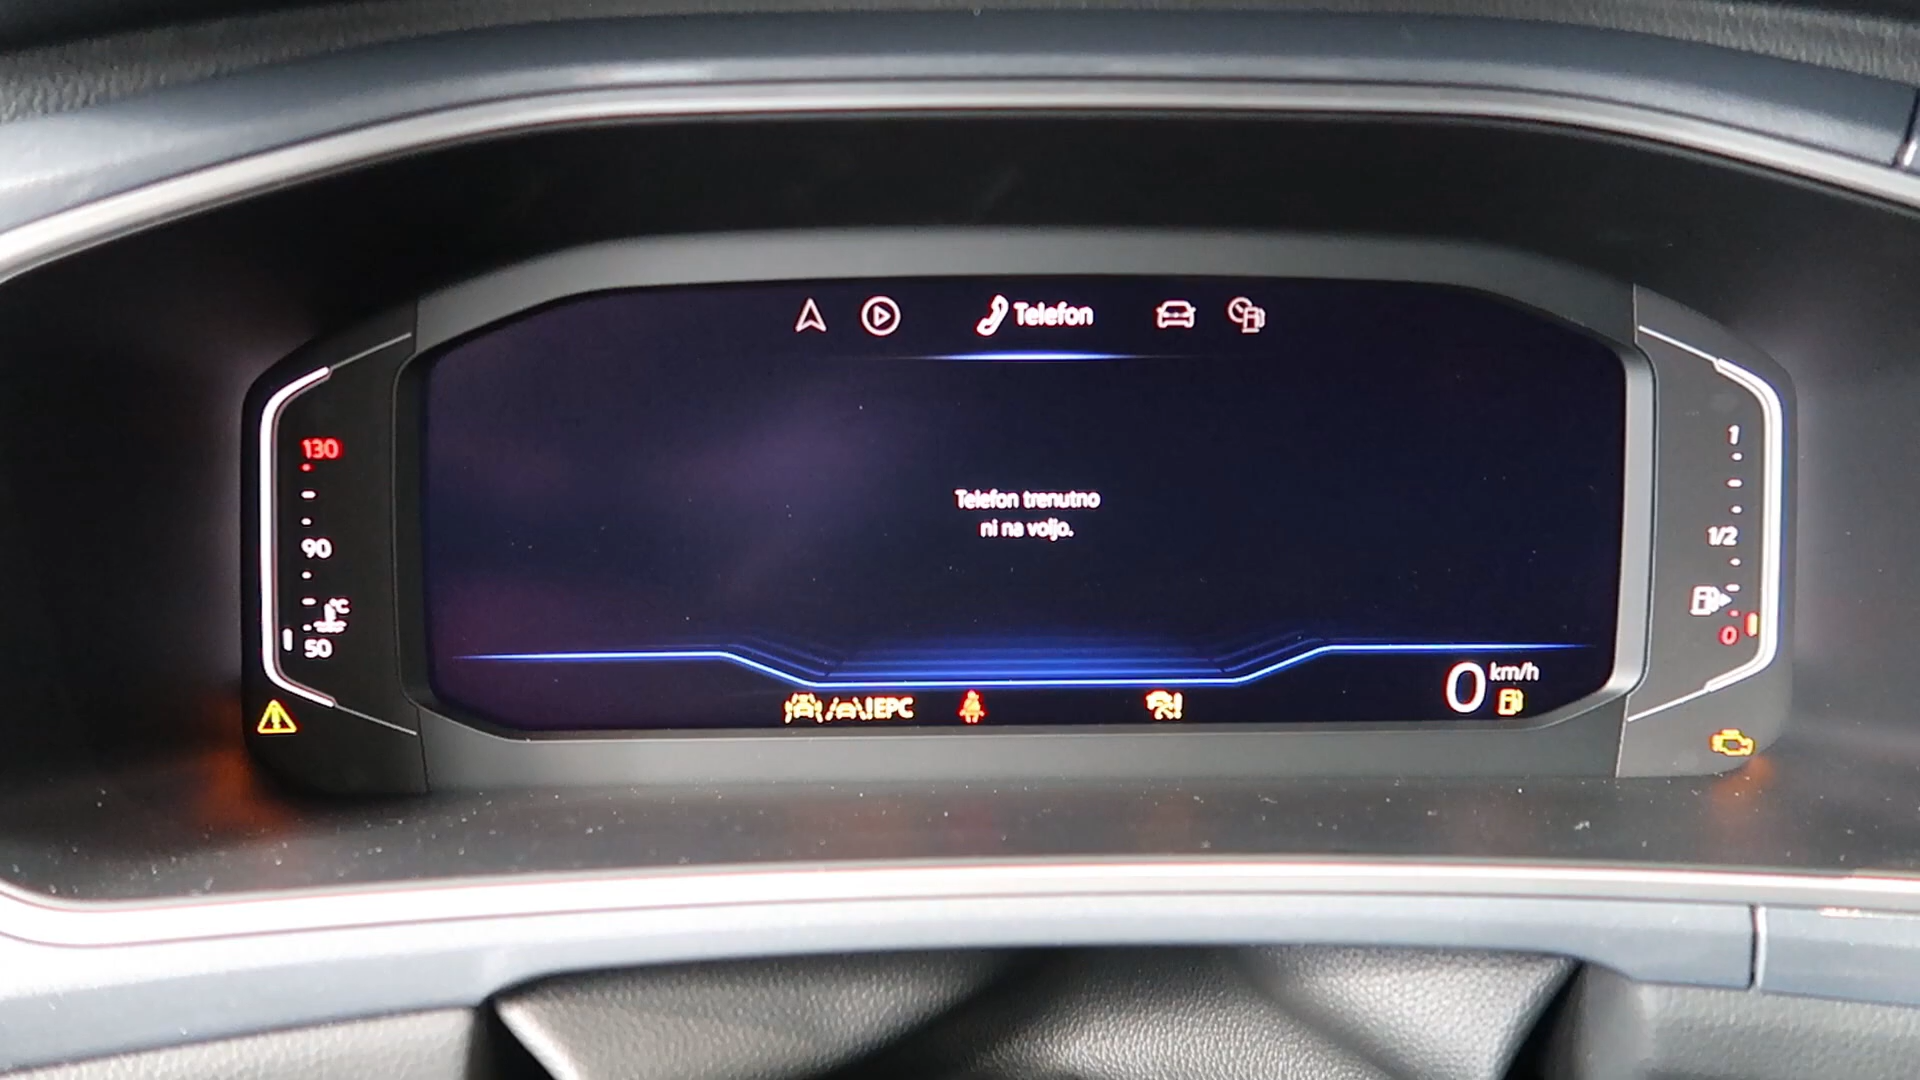 Telefon
130
90
°C
50
Telefon trenutno
ni na voljo.
1
1/2
0
0 km/h
EPC